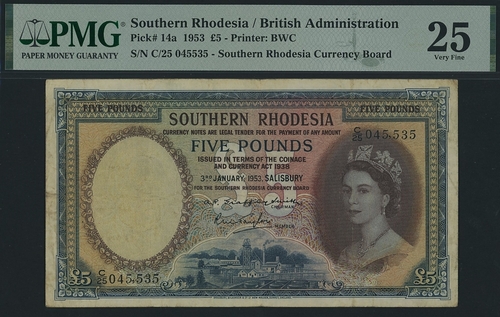 PMG
PAPER MONEY GUARANTY
Southern Rhodesia / British Administration
Pick# 14a 1953 £5 - Printer: BWC
S/N C/25 045535 - Southern Rhodesia Currency Board
25
Very Fine
FIVE POUNDS
FIVE POUNDS
SOUTHERN RHODESIA
CURRENCY NOTES ARE LEGAL TENDER FOR THE PAYMENT OF ANY AMOUNT
C/25 045,535
FIVE POUNDS
ISSUED IN TERMS OF THE COINAGE
AND CURRENCY ACT 1938
3RD JANUARY, 1953. SALISBURY
FOR THE SOUTHERN RHODESIA CURRENCY BOARD
CHAIRMAN
MEMBER
C/25 045,535
£5
£5